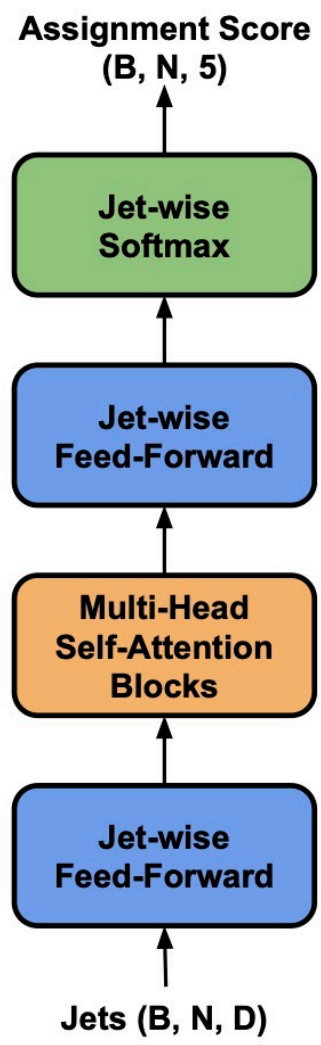 Assignment Score
(B, N, 5)
Jet-wise
Softmax
Jet-wise
Feed-Forward
Multi-Head
Self-Attention
Blocks
Jet-wise
Feed-Forward
Jets (B, N, D)